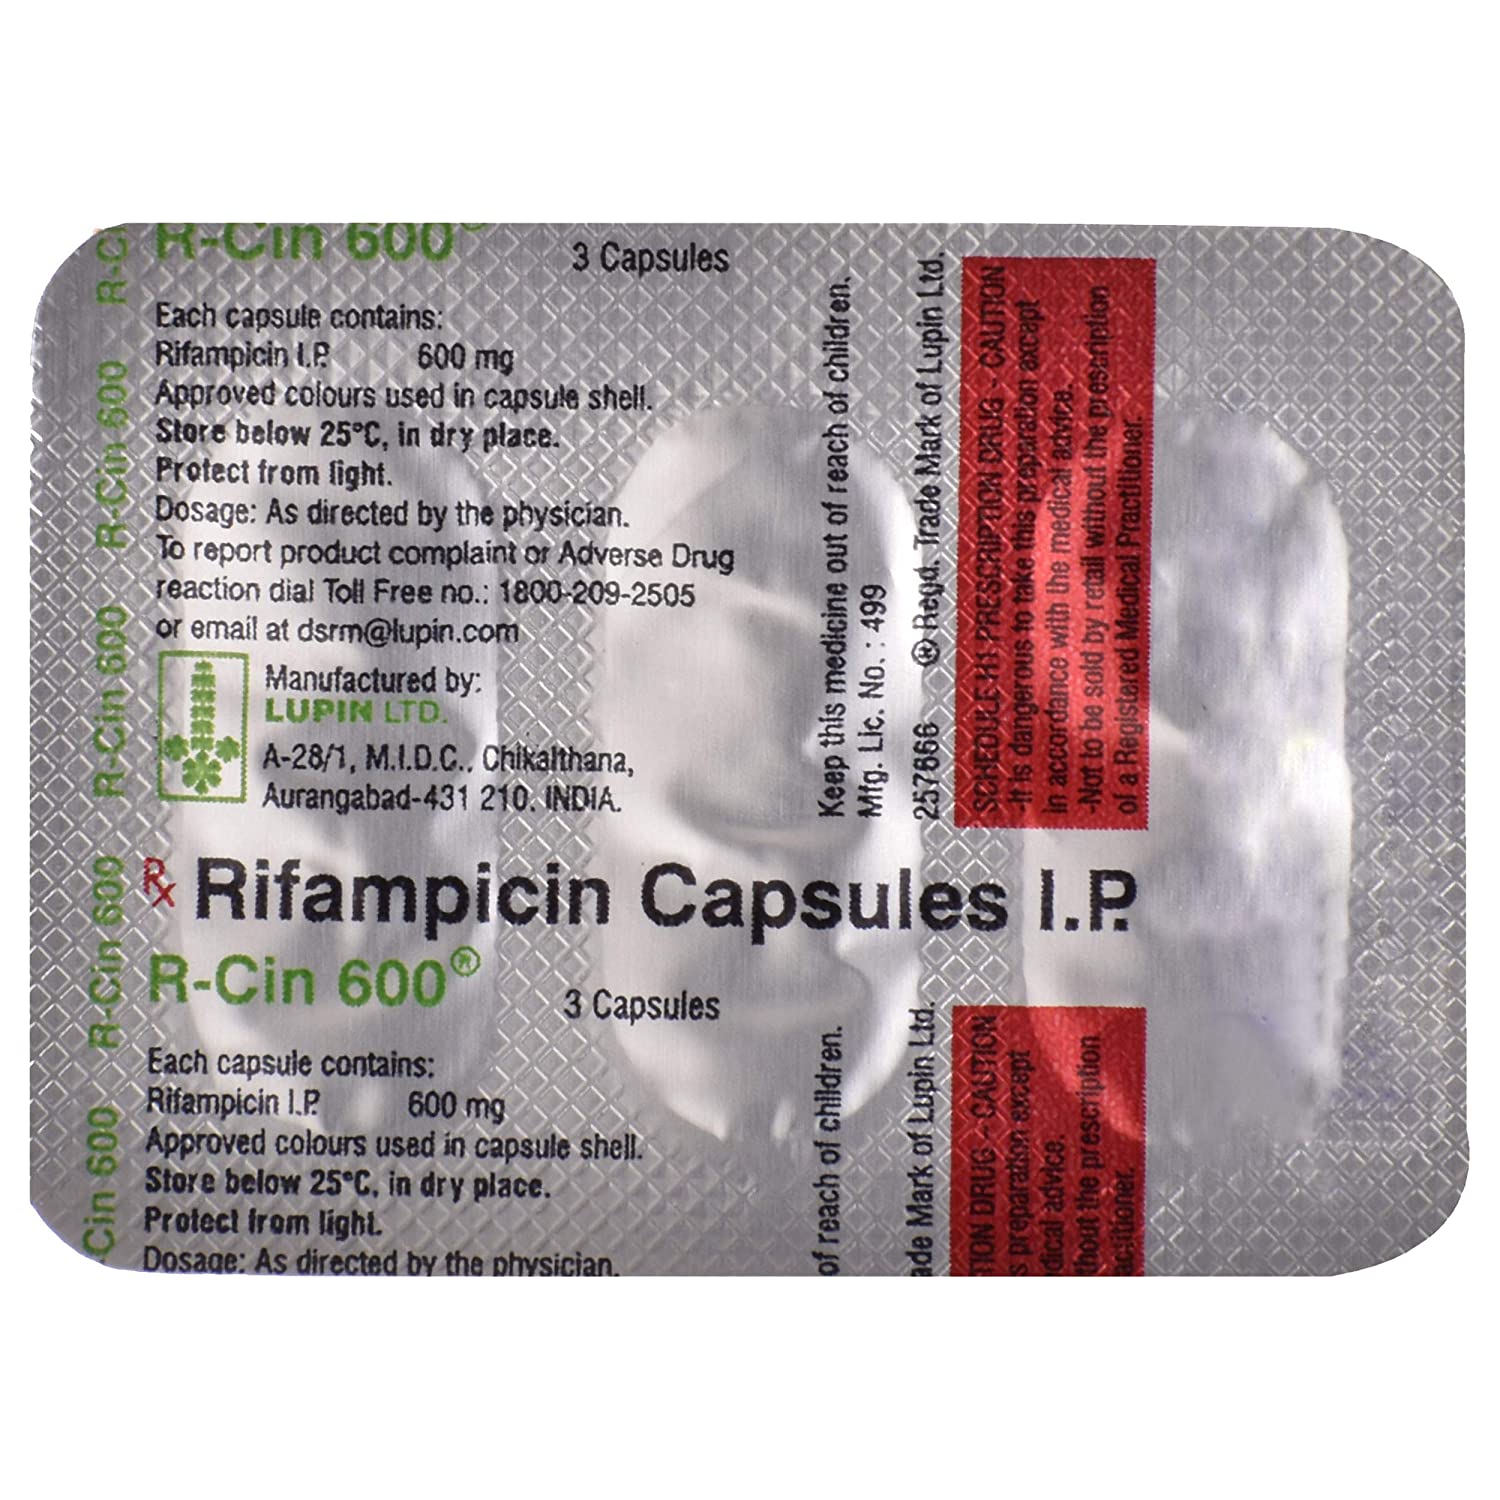 R-Cin 600®
3 Capsules
Each capsule contains:
Rifampicin I.P. 600 mg
Approved colours used in capsule shell.
Store below 25°C, in dry place.
Protect from light.
Dosage: As directed by the physician.
To report product complaint or Adverse Drug
reaction dial Toll Free no.: 1800-209-2505
or email at dsrm@lupin.com
Manufactured by:
LUPIN LTD.
A-28/1, M.I.D.C., Chikalthana,
Aurangabad-431 210. INDIA.
Keep this medicine out of reach of children.
Mfg. Lic. No. : 499
257666 ® Regd. Trade Mark of Lupin Ltd.
SCHEDULE H1 PRESCRIPTION DRUG - CAUTION
-It is dangerous to take this preparation except
in accordance with the medical advice.
-Not to be sold by retail without the prescription
of a Registered Medical Practitioner.
Rx Rifampicin Capsules I.P.
R-Cin 600®
3 Capsules
Each capsule contains:
Rifampicin I.P. 600 mg
Approved colours used in capsule shell.
Store below 25°C, in dry place.
Protect from light.
Dosage: As directed by the physician.
of reach of children.
ade Mark of Lupin Ltd.
TION DRUG - CAUTION
s preparation except
dical advice.
thout the prescription
actitioner.
R-Ci
R-Cin 600
R-Cin 600
R-Cin 600
-Cin 600